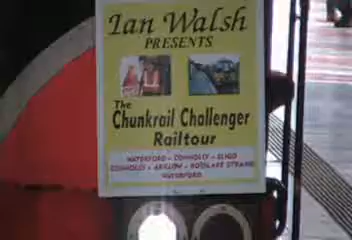 Ian Walsh
PRESENTS
The
Chunkrail Challenger
Railtour
WATERFORD - CONNOLLY - SLIGO
CONNOLLY - ARKLOW - ROSSLARE STRAND
WATERFORD